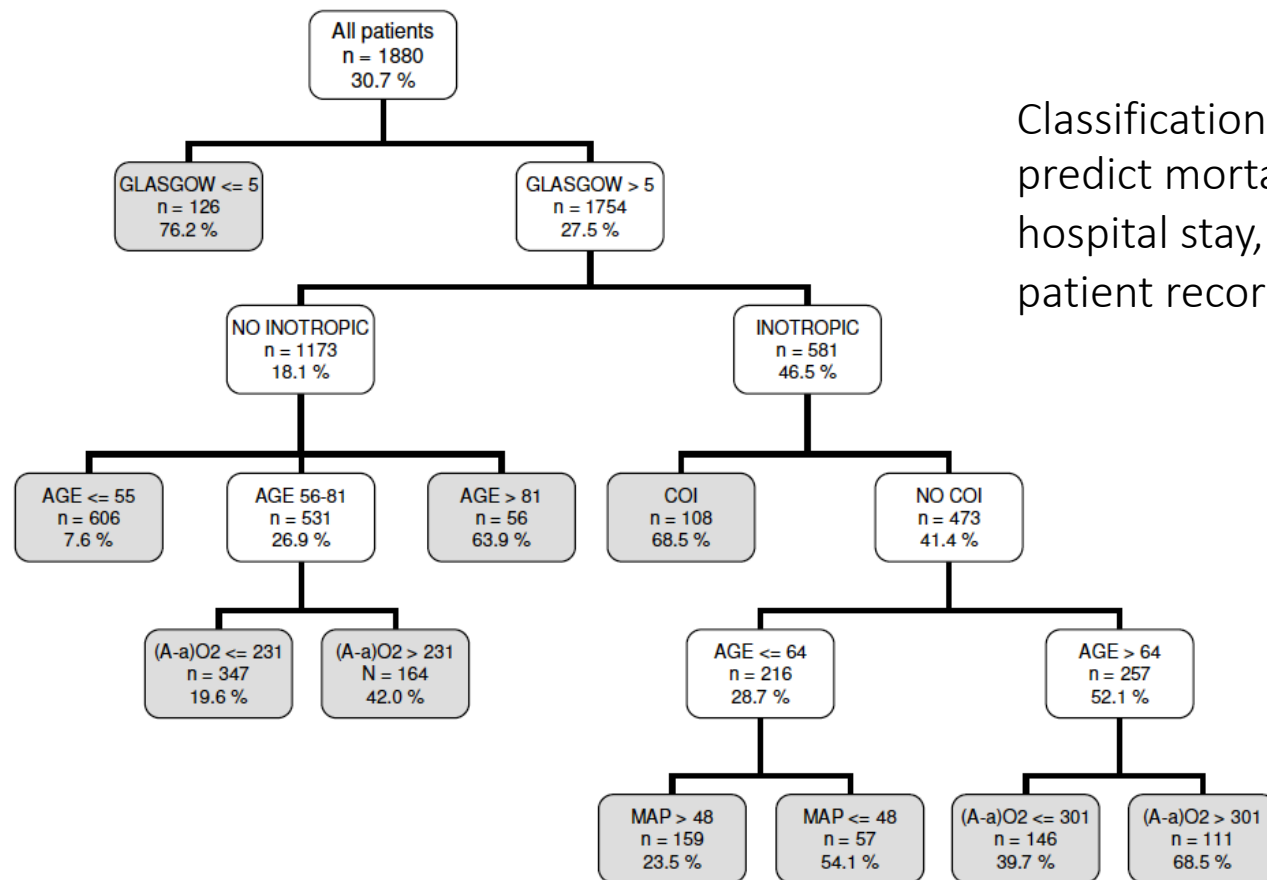 All patients
n = 1880
30.7 %
Classification
predict morta
hospital stay,
patient recor
GLASGOW <= 5
n = 126
76.2 %
GLASGOW > 5
n = 1754
27.5 %
NO INOTROPIC
n = 1173
18.1 %
INOTROPIC
n = 581
46.5 %
AGE <= 55
n = 606
7.6 %
AGE 56-81
n = 531
26.9 %
AGE > 81
n = 56
63.9 %
COI
n = 108
68.5 %
NO COI
n = 473
41.4 %
(A-a)O2 <= 231
n = 347
19.6 %
(A-a)O2 > 231
N = 164
42.0 %
AGE <= 64
n = 216
28.7 %
AGE > 64
n = 257
52.1 %
MAP > 48
n = 159
23.5 %
MAP <= 48
n = 57
54.1 %
(A-a)O2 <= 301
n = 146
39.7 %
(A-a)O2 > 301
n = 111
68.5 %